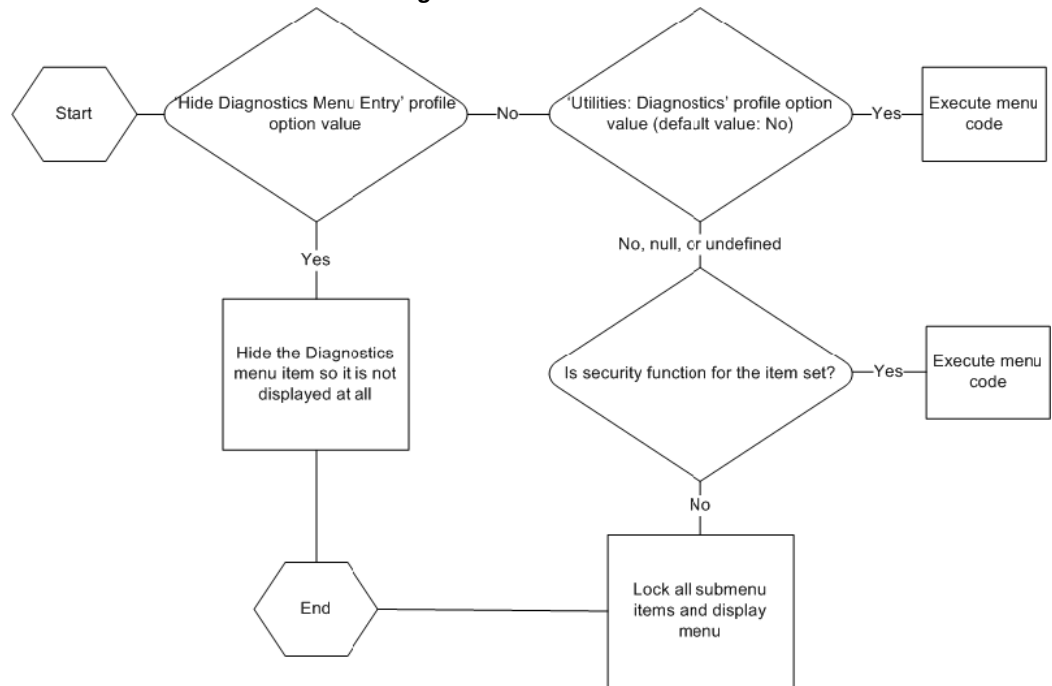 Start
'Hide Diagnostics Menu Entry' profile
option value
No
'Utilities: Diagnostics' profile option
value (default value: No)
Yes
Execute menu
code
Yes
No, null, or undefined
Hide the Diagnostics
menu item so it is not
displayed at all
Is security function for the item set?
Yes
Execute menu
code
No
End
Lock all submenu
items and display
menu